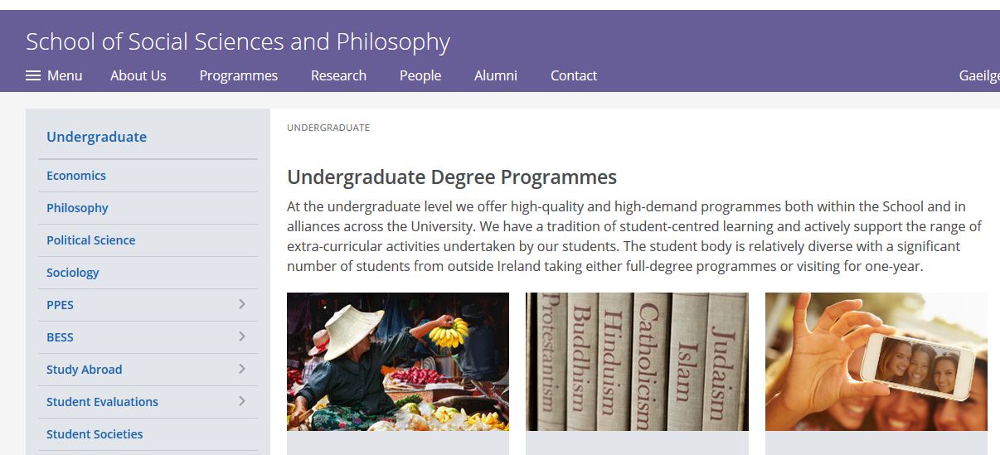 School of Social Sciences and Philosophy
Menu About Us Programmes Research People Alumni Contact
Undergraduate
Economics
Philosophy
Political Science
Sociology
PPES
BESS
Study Abroad
Student Evaluations
Student Societies
UNDERGRADUATE
Undergraduate Degree Programmes
At the undergraduate level we offer high-quality and high-demand programmes both within the School and in
alliances across the University. We have a tradition of student-centred learning and actively support the range of
extra-curricular activities undertaken by our students. The student body is relatively diverse with a significant
number of students from outside Ireland taking either full-degree programmes or visiting for one-year.
Protestantism
Buddhism
Hinduism
Catholicism
Islam
Judaism